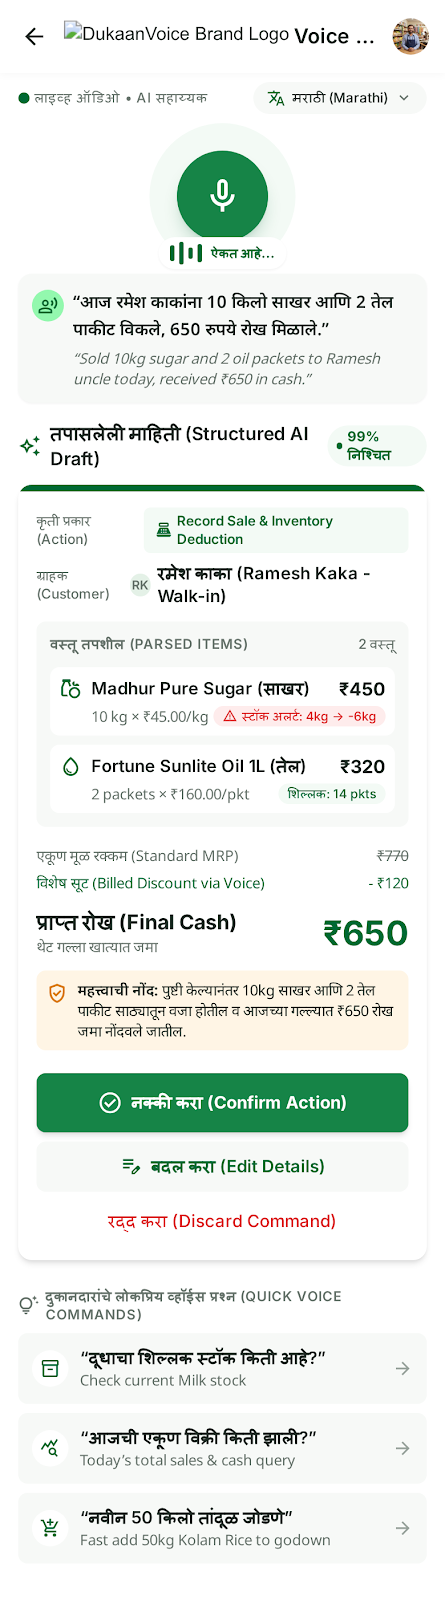 DukaanVoice Brand Logo Voice ...
लाइव्ह ऑडिओ • AI सहाय्यक
मराठी (Marathi)
ऐकत आहे...
“आज रमेश काकांना 10 किलो साखर आणि 2 तेल
पाकीट विकले, 650 रुपये रोख मिळाले.”
“Sold 10kg sugar and 2 oil packets to Ramesh
uncle today, received ₹650 in cash.”
तपासलेली माहिती (Structured AI
Draft)
99%
निश्चित
कृती प्रकार
(Action)
Record Sale & Inventory
Deduction
ग्राहक
(Customer)
RK
रमेश काका (Ramesh Kaka -
Walk-in)
वस्तू तपशील (PARSED ITEMS)
2 वस्तू
Madhur Pure Sugar (साखर)
₹450
10 kg × ₹45.00/kg
स्टॉक अलर्ट: 4kg → -6kg
Fortune Sunlite Oil 1L (तेल)
₹320
2 packets × ₹160.00/pkt
शिल्लक: 14 pkts
एकूण मूळ रक्कम (Standard MRP)
₹770
विशेष सूट (Billed Discount via Voice)
- ₹120
प्राप्त रोख (Final Cash)
₹650
थेट गल्ला खात्यात जमा
महत्त्वाची नोंद: पुष्टी केल्यानंतर 10kg साखर आणि 2 तेल
पाकीट साठ्यातून वजा होतील व आजच्या गल्ल्यात ₹650 रोख
जमा नोंदवले जातील.
नक्की करा (Confirm Action)
बदल करा (Edit Details)
रद्द करा (Discard Command)
दुकानदारांचे लोकप्रिय व्हॉईस प्रश्न (QUICK VOICE
COMMANDS)
“दूधाचा शिल्लक स्टॉक किती आहे?”
Check current Milk stock
“आजची एकूण विक्री किती झाली?”
Today's total sales & cash query
“नवीन 50 किलो तांदूळ जोडणे”
Fast add 50kg Kolam Rice to godown